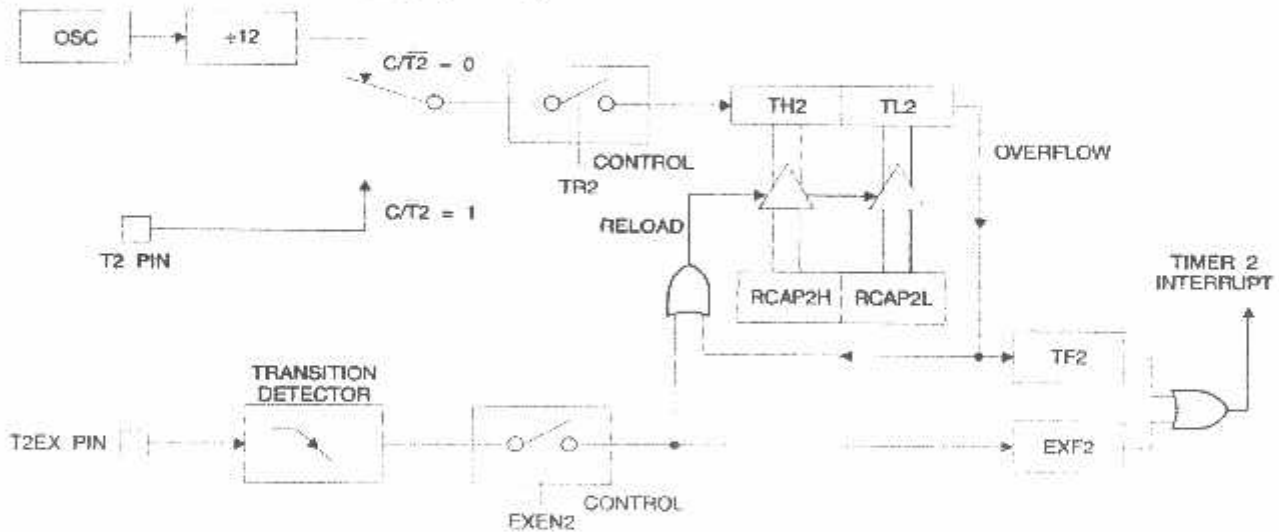 OSC
÷12
C/T2̅ = 0
TH2
TL2
OVERFLOW
CONTROL
TR2
C/T2̅ = 1
T2 PIN
RELOAD
RCAP2H
RCAP2L
TIMER 2
INTERRUPT
TF2
TRANSITION
DETECTOR
T2EX PIN
EXF2
CONTROL
EXEN2